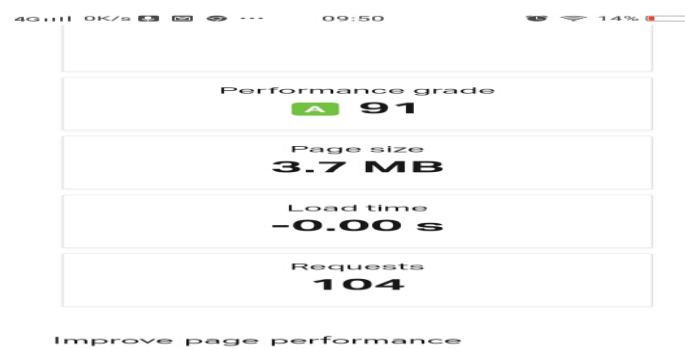 4G 0K/s ... 09:50 14%
Performance grade
A 91
Page size
3.7 MB
Load time
-0.00 s
Requests
104
Improve page performance